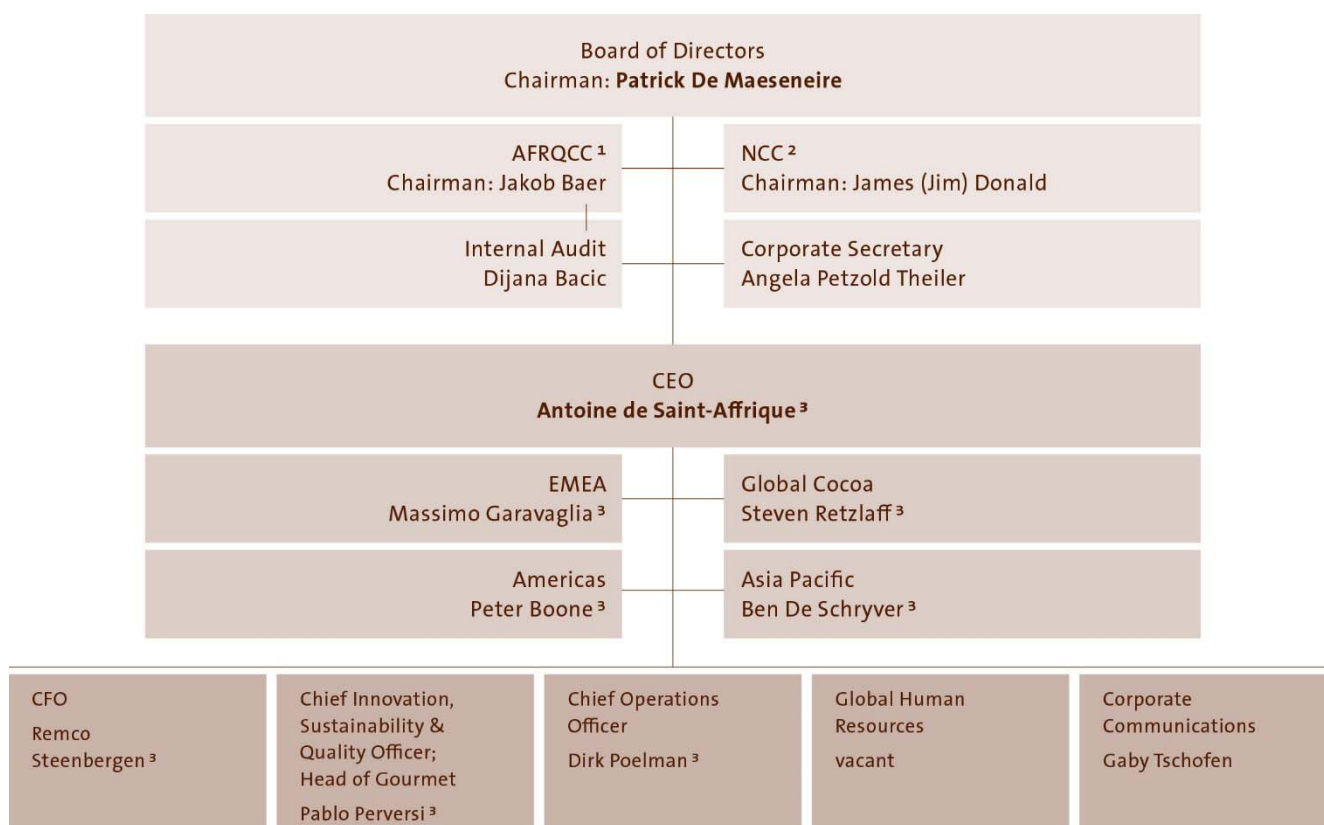 Board of Directors
Chairman: Patrick De Maeseneire
AFRQCC ¹
Chairman: Jakob Baer
NCC ²
Chairman: James (Jim) Donald
Internal Audit
Dijana Bacic
Corporate Secretary
Angela Petzold Theiler
CEO
Antoine de Saint-Affrique ³
EMEA
Massimo Garavaglia ³
Global Cocoa
Steven Retzlaff ³
Americas
Peter Boone ³
Asia Pacific
Ben De Schryver ³
CFO
Remco
Steenbergen ³
Chief Innovation,
Sustainability &
Quality Officer;
Head of Gourmet
Pablo Perversi ³
Chief Operations
Officer
Dirk Poelman ³
Global Human
Resources
vacant
Corporate
Communications
Gaby Tschofen